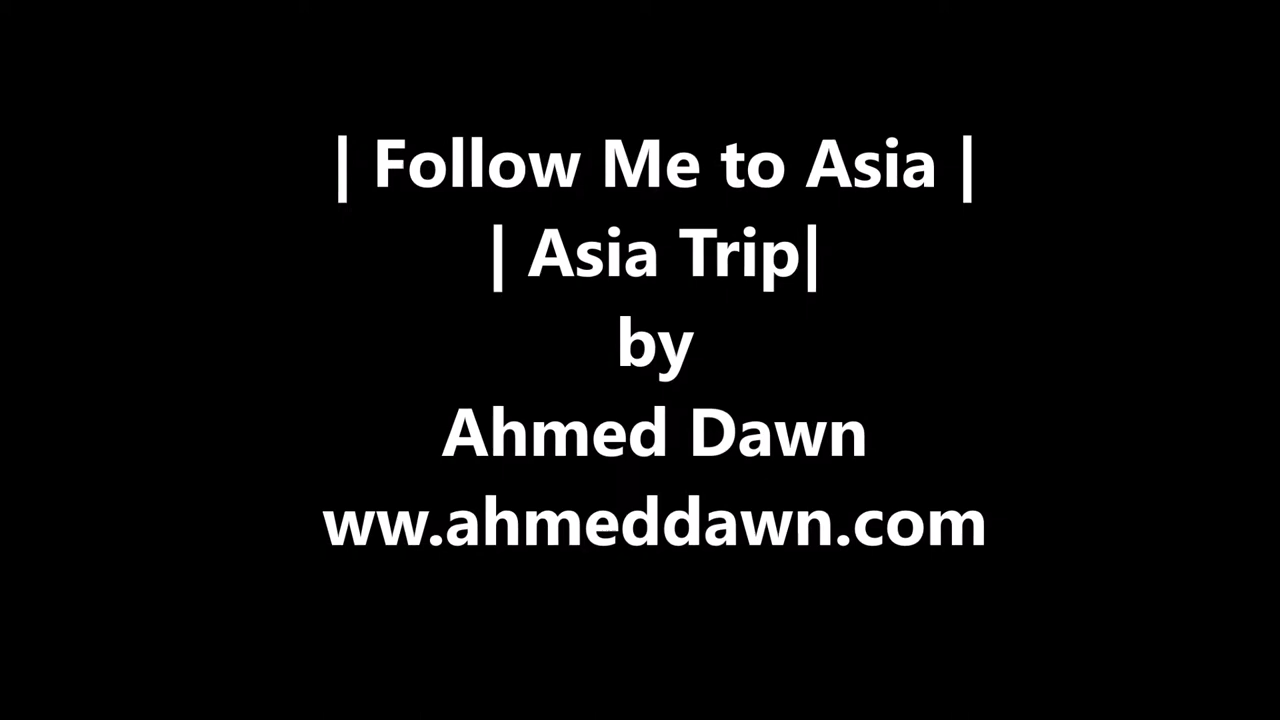 | Follow Me to Asia |
| Asia Trip|
by
Ahmed Dawn
ww.ahmeddawn.com